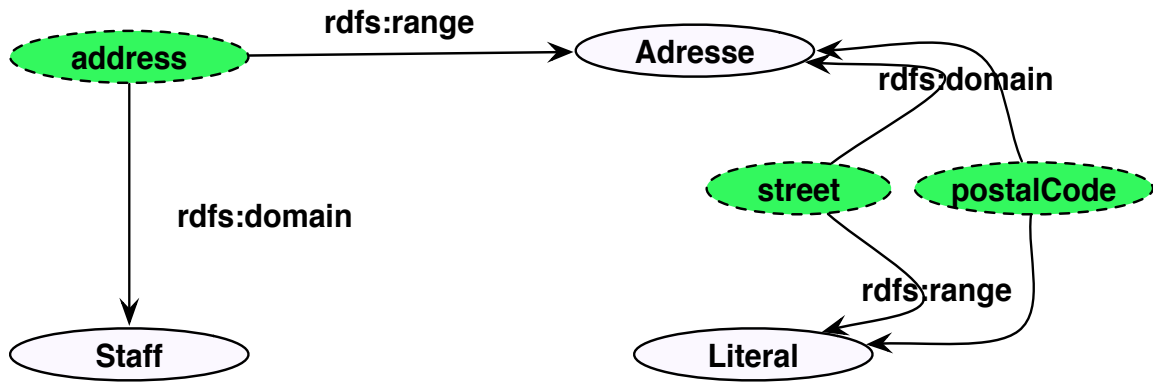 rdfs:range
address
Adresse
rdfs:domain
street
postalCode
rdfs:domain
rdfs:range
Staff
Literal